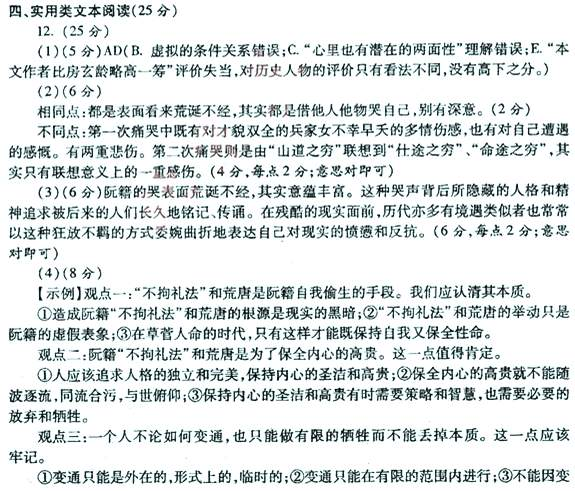 四、实用类文本阅读(25分)
12. (25分)
(1)(5分)AD(B. 虚拟的条件关系错误;C. “心里也有潜在的两面性”理解错误;E. “本
文作者比房玄龄略高一筹”评价失当,对历史人物的评价只有看法不同,没有高下之分。)
(2)(6分)
相同点:都是表面看来荒诞不经,其实都是借他人他物哭自己,别有深意。(2分)
不同点:第一次痛哭中既有对才貌双全的兵家女不幸早夭的多情伤感,也有对自己遭遇
的感慨。有两重悲伤。第二次痛哭则是由“山道之穷”联想到“仕途之穷”、“命途之穷”,其
实只有联想意义上的一重感伤。(4分,每点2分;意思对即可)
(3)(6分)阮籍的哭表面荒诞不经,其实意蕴丰富。这种哭声背后所隐藏的人格和精
神追求被后来的人们长久地铭记、传诵。在残酷的现实面前,历代亦多有境遇类似者也常常
以这种狂放不羁的方式委婉曲折地表达自己对现实的愤懑和反抗。(6分,每点2分;意思
对即可)
(4)(8分)
【示例】观点一:“不拘礼法”和荒唐是阮籍自我偷生的手段。我们应认清其本质。
①造成阮籍“不拘礼法”和荒唐的根源是现实的黑暗;②“不拘礼法”和荒唐的举动只是
阮籍的虚假表象;③在草菅人命的时代,只有这样才能既保持自我又保全性命。
观点二:阮籍“不拘礼法”和荒唐是为了保全内心的高贵。这一点值得肯定。
①人应该追求人格的独立和完美,保持内心的圣洁和高贵;②保全内心的高贵就不能随
波逐流,同流合污,与世俯仰;③保持内心的圣洁和高贵有时需要策略和智慧,也需要必要的
放弃和牺牲。
观点三:一个人不论如何变通,也只能做有限的牺牲而不能丢掉本质。这一点应该
牢记。
①变通只能是外在的,形式上的,临时的;②变通只能在有限的范围内进行;③不能因变